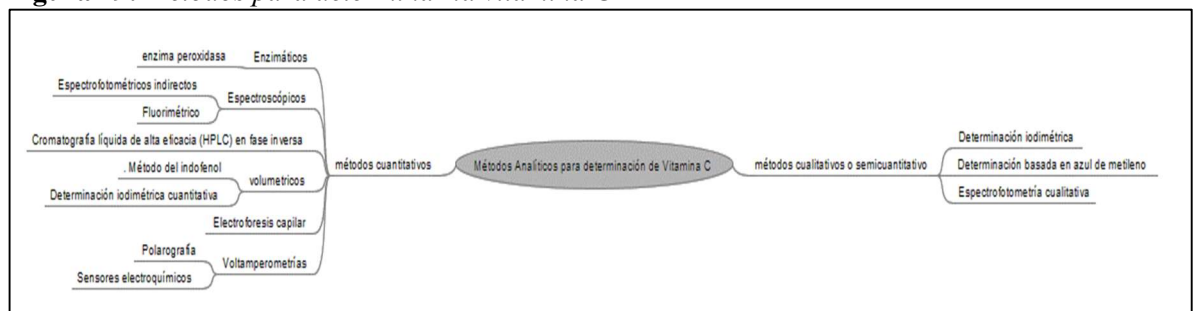 enzima peroxidasa
Enzimáticos
Espectrofotométricos indirectos
Fluorimétrico
Espectroscópicos
Cromatografía líquida de alta eficacia (HPLC) en fase inversa
. Método del indofenol
Determinación iodimétrica cuantitativa
volumetricos
Electroforesis capilar
Polarografía
Sensores electroquímicos
Voltamperometrías
métodos cuantitativos
Métodos Analíticos para determinación de Vitamina C
métodos cualitativos o semicuantitativo
Determinación iodimétrica
Determinación basada en azul de metileno
Espectrofotometría cualitativa